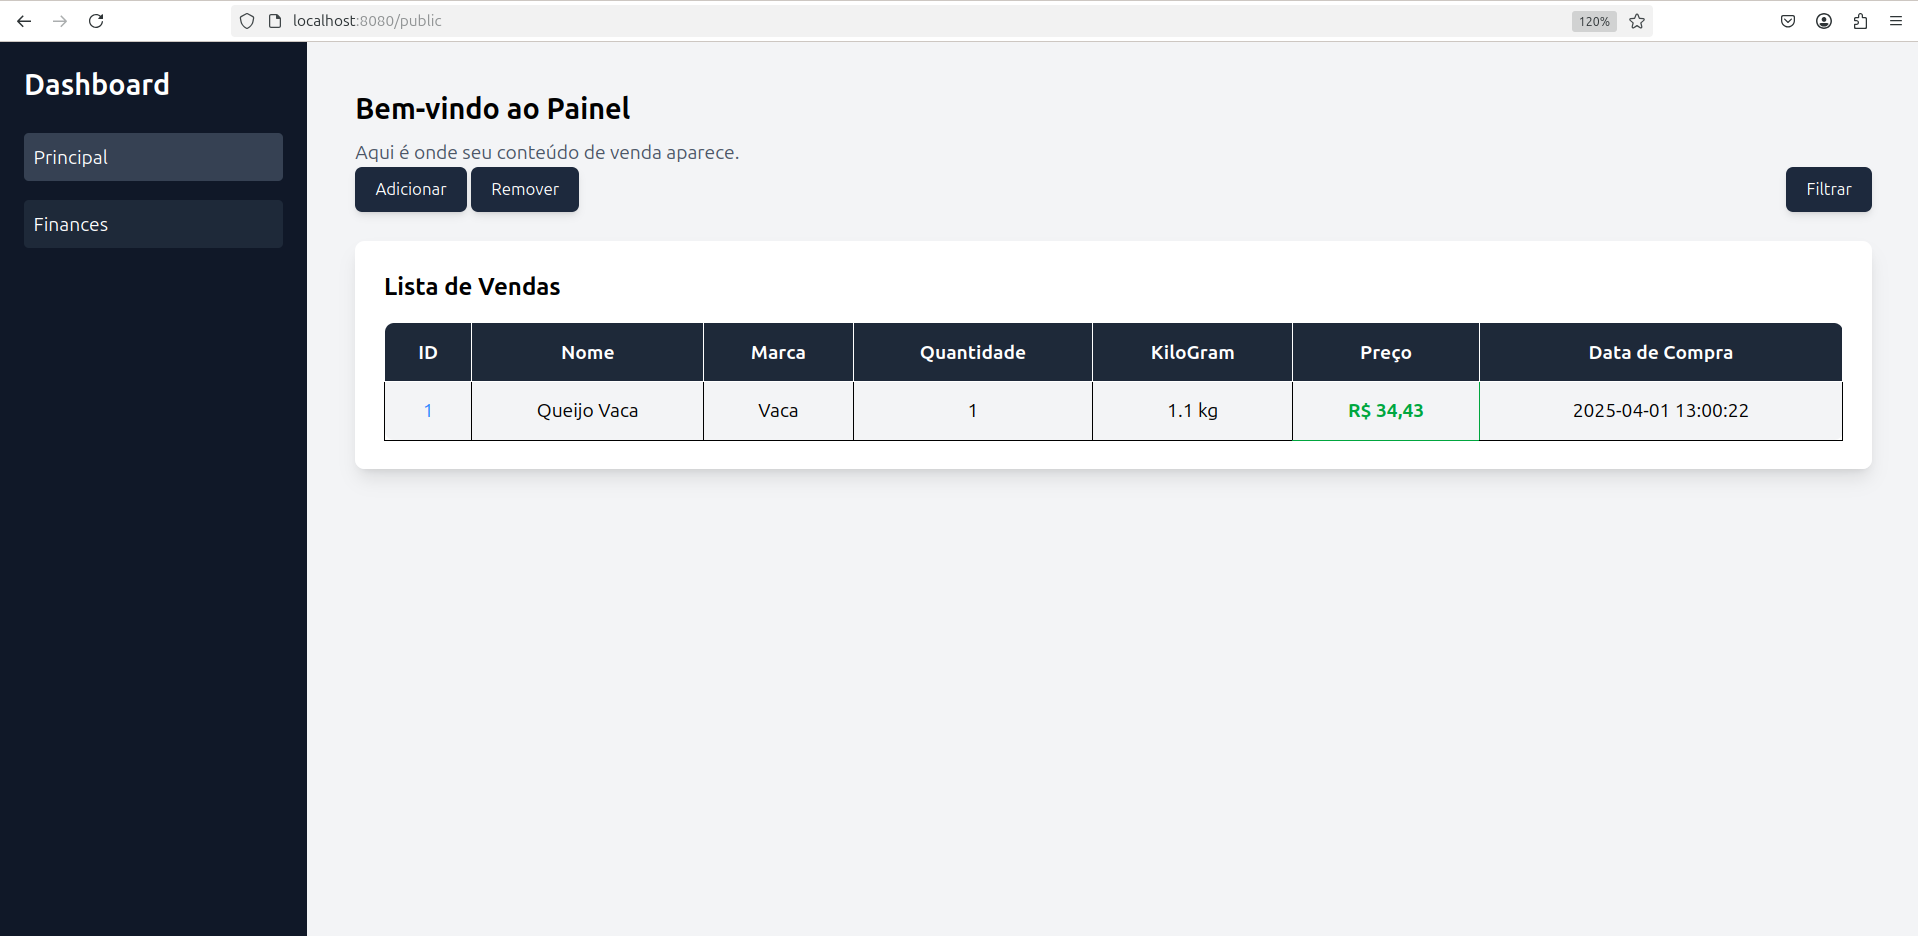 localhost:8080/public 120%
Dashboard
Principal
Finances
Bem-vindo ao Painel
Aqui é onde seu conteúdo de venda aparece.
Adicionar Remover Filtrar
Lista de Vendas
ID Nome Marca Quantidade KiloGram Preço Data de Compra
1 Queijo Vaca Vaca 1 1.1 kg R$ 34,43 2025-04-01 13:00:22